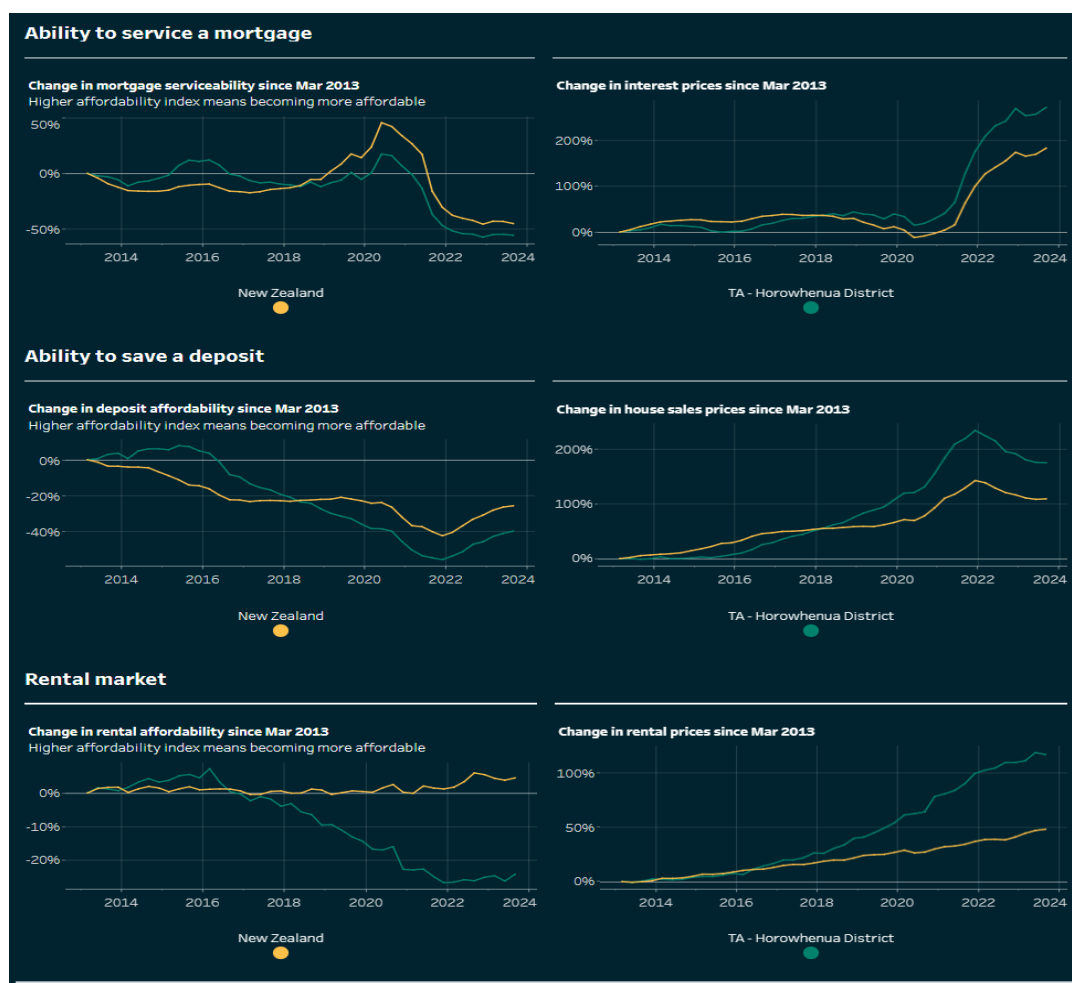 Ability to service a mortgage
Change in mortgage serviceability since Mar 2013
Higher affordability index means becoming more affordable
50%
0%
-50%
2014 2016 2018 2020 2022 2024
New Zealand
Change in interest prices since Mar 2013
200%
100%
0%
2014 2016 2018 2020 2022 2024
TA - Horowhenua District
Ability to save a deposit
Change in deposit affordability since Mar 2013
Higher affordability index means becoming more affordable
0%
-20%
-40%
2014 2016 2018 2020 2022 2024
New Zealand
Change in house sales prices since Mar 2013
200%
100%
0%
2014 2016 2018 2020 2022 2024
TA - Horowhenua District
Rental market
Change in rental affordability since Mar 2013
Higher affordability index means becoming more affordable
0%
-10%
-20%
2014 2016 2018 2020 2022 2024
New Zealand
Change in rental prices since Mar 2013
100%
50%
0%
2014 2016 2018 2020 2022 2024
TA - Horowhenua District